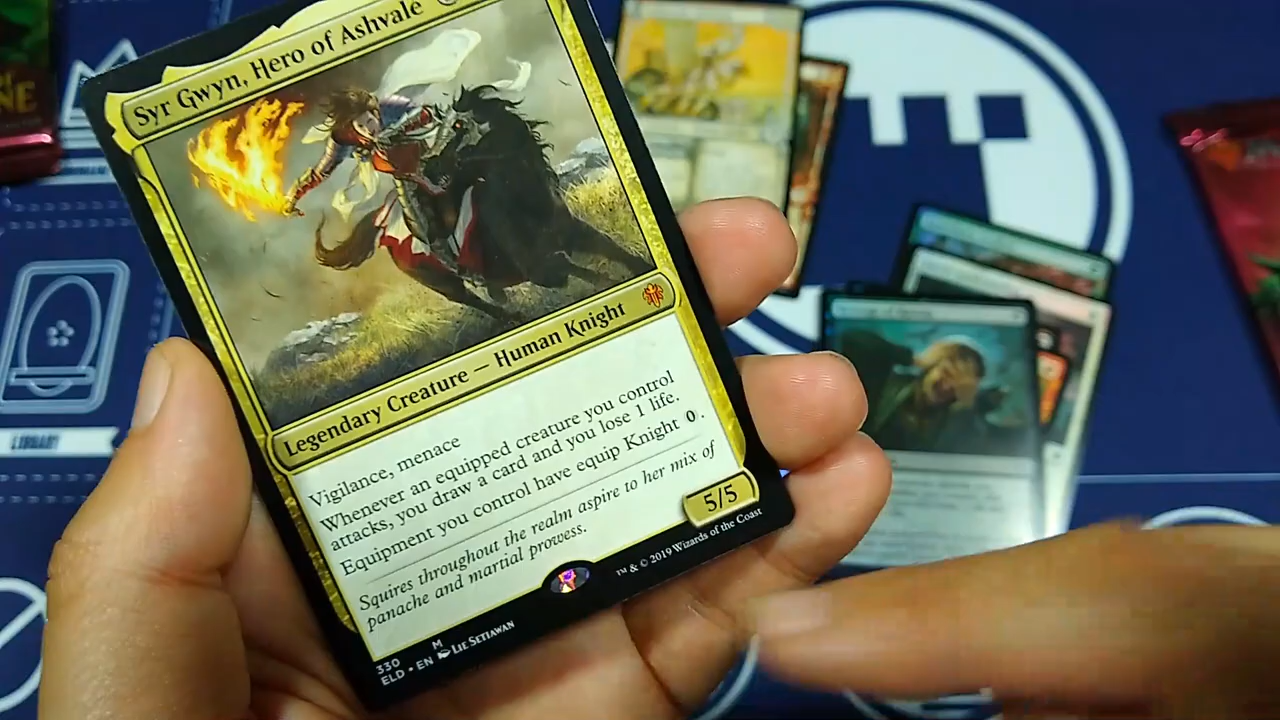 Syr Gwyn, Hero of Ashvale
Legendary Creature — Human Knight
Vigilance, menace
Whenever an equipped creature you control
attacks, you draw a card and you lose 1 life.
Equipment you control have equip Knight 0.
Squires throughout the realm aspire to her mix of
panache and martial prowess.
5/5
330 M
ELD • EN LIE SETIAWAN
™ & © 2019 Wizards of the Coast
LIBRARY
NE